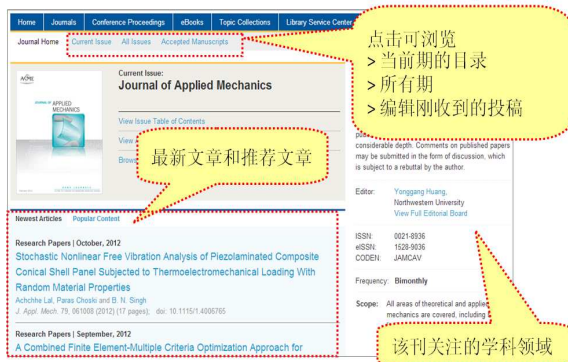 Home Journals Conference Proceedings eBooks Topic Collections Library Service Center
Journal Home Current Issue All Issues Accepted Manuscripts
点击可浏览
>当前期的目录
>所有期
>编辑刚收到的投稿
ASME
JOURNAL OF APPLIED
MECHANICS
Current Issue:
Journal of Applied Mechanics
View Issue Table of Contents
View
Brows
最新文章和推荐文章
considerable depth. Comments on published papers
may be submitted in the form of discussion, which
is subject to a rebuttal by the author.
Editor: Yonggang Huang,
Northwestern University
View Full Editorial Board
ISSN: 0021-8936
eISSN: 1528-9036
CODEN: JAMCAV
Frequency: Bimonthly
Scope: All areas of theoretical and applied
mechanics are covered, including
该刊关注的学科领域
Newest Articles Popular Content
Research Papers | October, 2012
Stochastic Nonlinear Free Vibration Analysis of Piezolaminated Composite
Conical Shell Panel Subjected to Thermoelectromechanical Loading With
Random Material Properties
Achchhe Lal, Paras Choski and B. N. Singh
J. Appl. Mech. 79, 061008 (2012) (17 pages); doi: 10.1115/1.4006765
Research Papers | September, 2012
A Combined Finite Element-Multiple Criteria Optimization Approach for